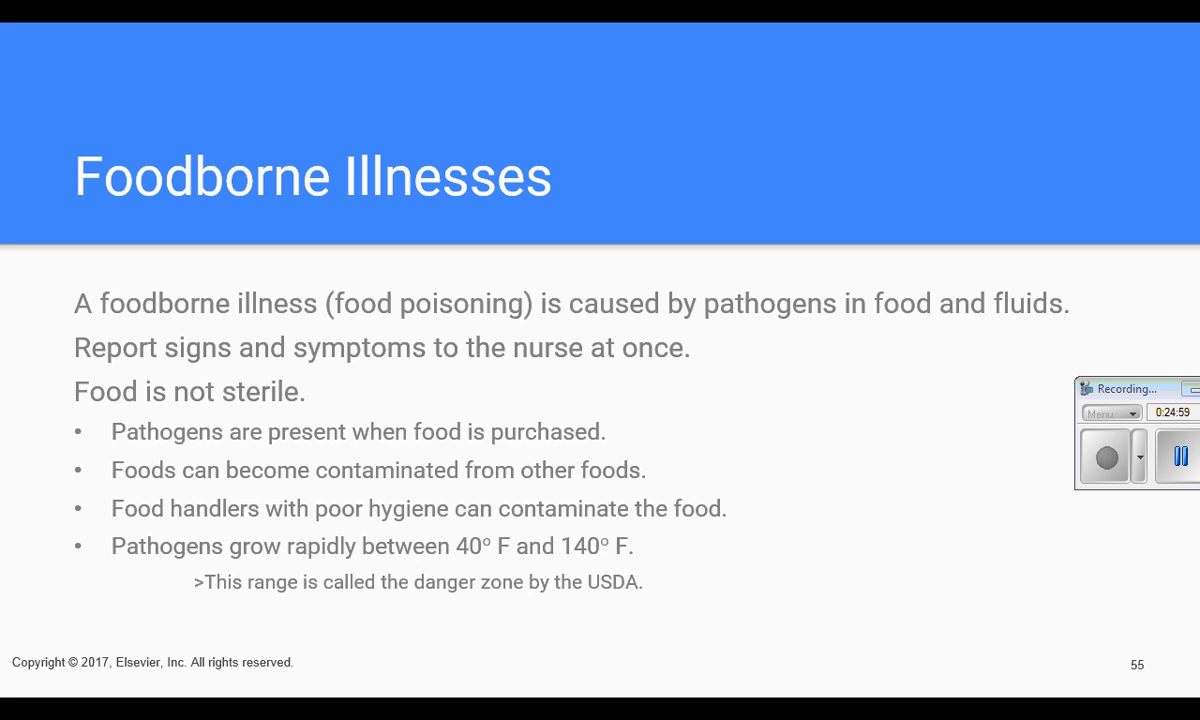 Foodborne Illnesses
A foodborne illness (food poisoning) is caused by pathogens in food and fluids.
Report signs and symptoms to the nurse at once.
Food is not sterile.
• Pathogens are present when food is purchased.
• Foods can become contaminated from other foods.
• Food handlers with poor hygiene can contaminate the food.
• Pathogens grow rapidly between 40° F and 140° F.
>This range is called the danger zone by the USDA.
Recording...
Menu
0:24:59
Copyright © 2017, Elsevier, Inc. All rights reserved.
55